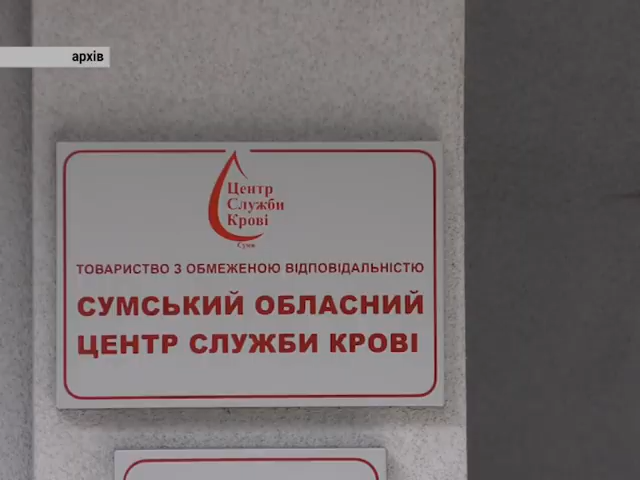 архів
Центр
Служби
Крові
Суми
ТОВАРИСТВО З ОБМЕЖЕНОЮ ВІДПОВІДАЛЬНІСТЮ
СУМСЬКИЙ ОБЛАСНИЙ
ЦЕНТР СЛУЖБИ КРОВІ